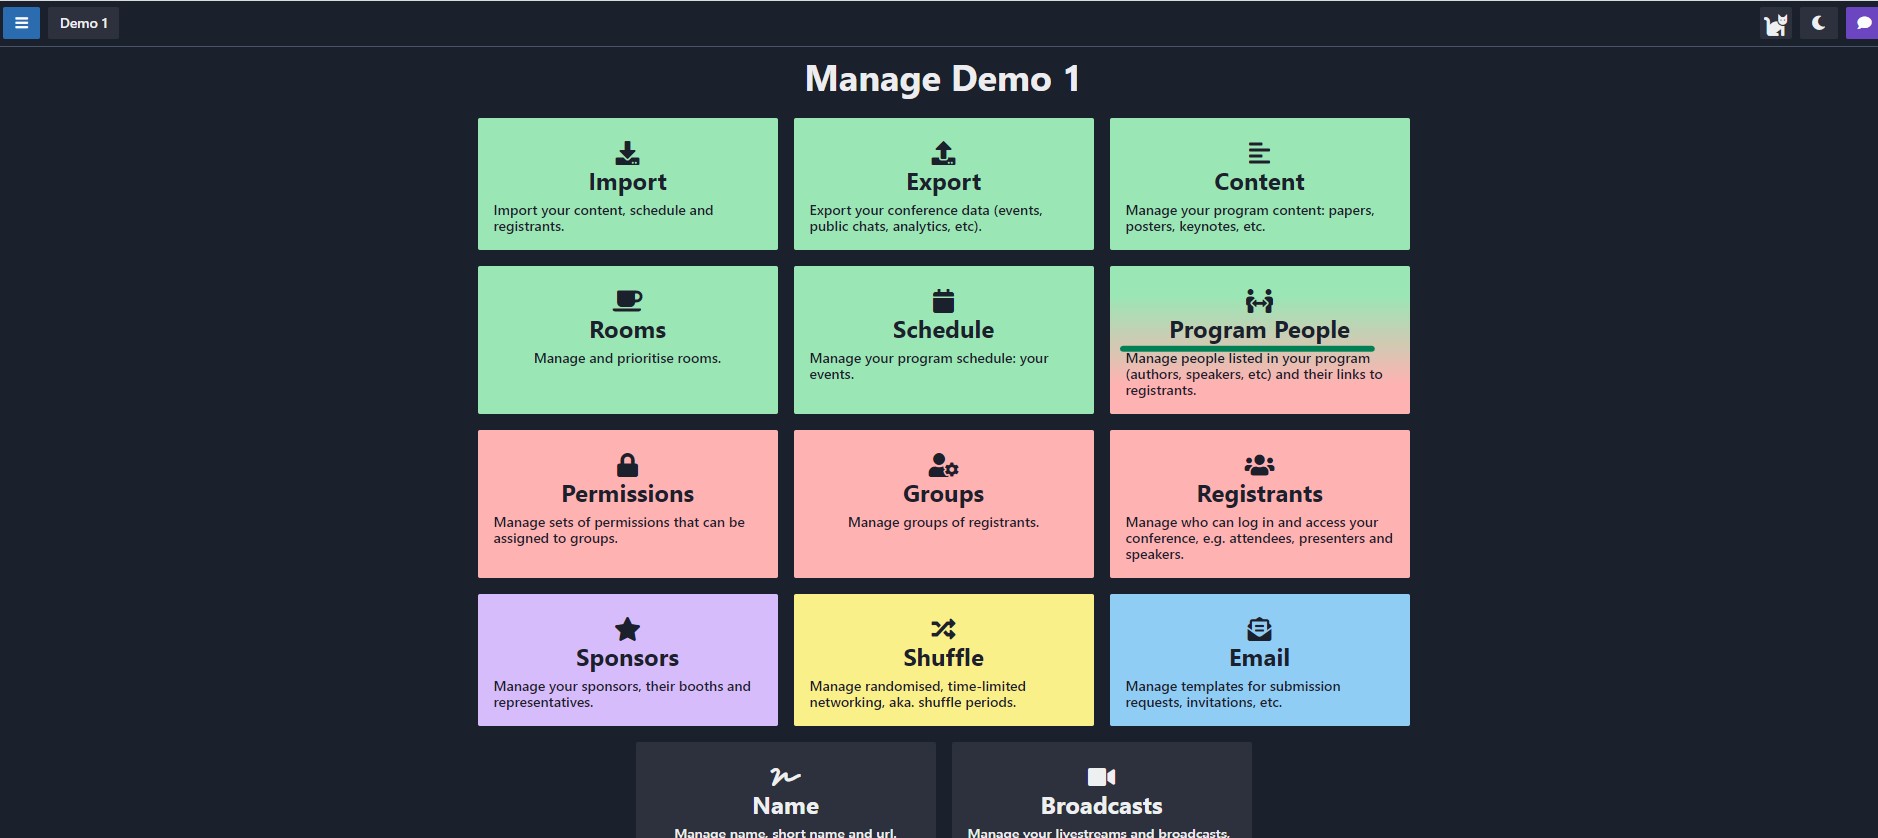 Demo 1
Manage Demo 1
Import
Import your content, schedule and
registrants.
Export
Export your conference data (events,
public chats, analytics, etc).
Content
Manage your program content: papers,
posters, keynotes, etc.
Rooms
Manage and prioritise rooms.
Schedule
Manage your program schedule: your
events.
Program People
Manage people listed in your program
(authors, speakers, etc) and their links to
registrants.
Permissions
Manage sets of permissions that can be
assigned to groups.
Groups
Manage groups of registrants.
Registrants
Manage who can log in and access your
conference, e.g. attendees, presenters and
speakers.
Sponsors
Manage your sponsors, their booths and
representatives.
Shuffle
Manage randomised, time-limited
networking, aka. shuffle periods.
Email
Manage templates for submission
requests, invitations, etc.
Name
Manage name, short name and url.
Broadcasts
Manage your livestreams and broadcasts,